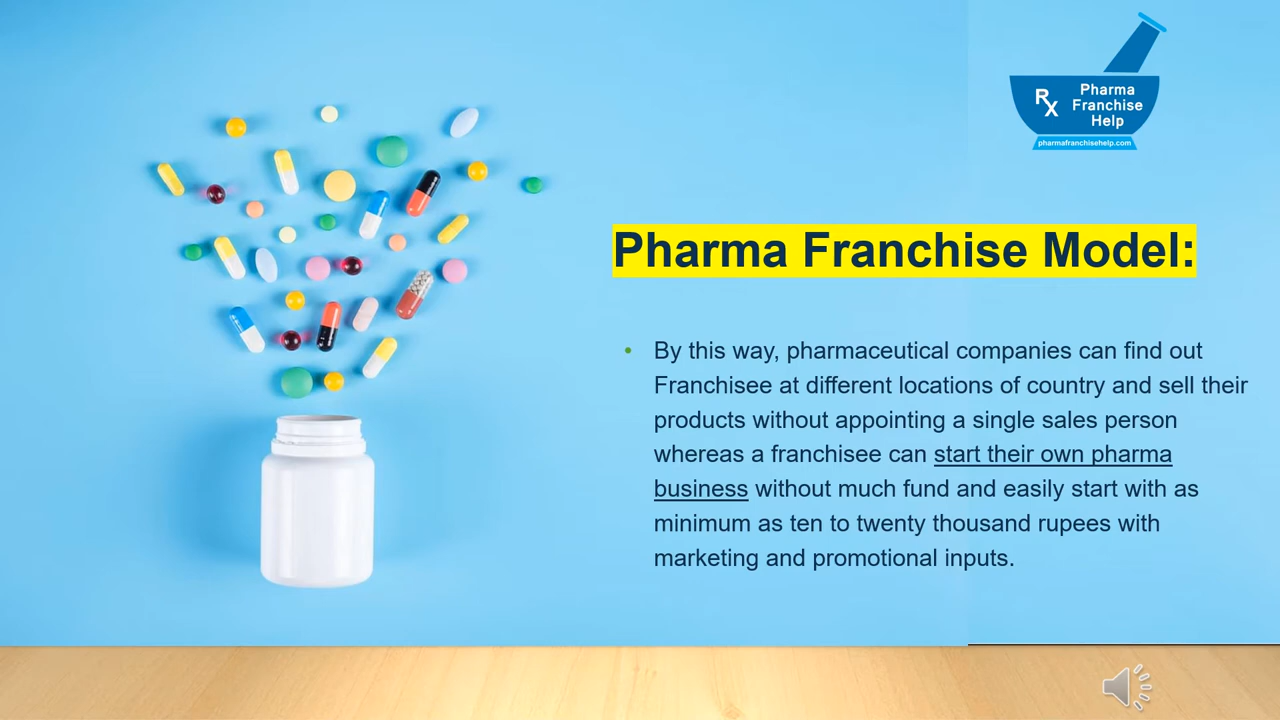 Rx
Pharma
Franchise
Help
pharmafranchisehelp.com
Pharma Franchise Model:
• By this way, pharmaceutical companies can find out
Franchisee at different locations of country and sell their
products without appointing a single sales person
whereas a franchisee can start their own pharma
business without much fund and easily start with as
minimum as ten to twenty thousand rupees with
marketing and promotional inputs.